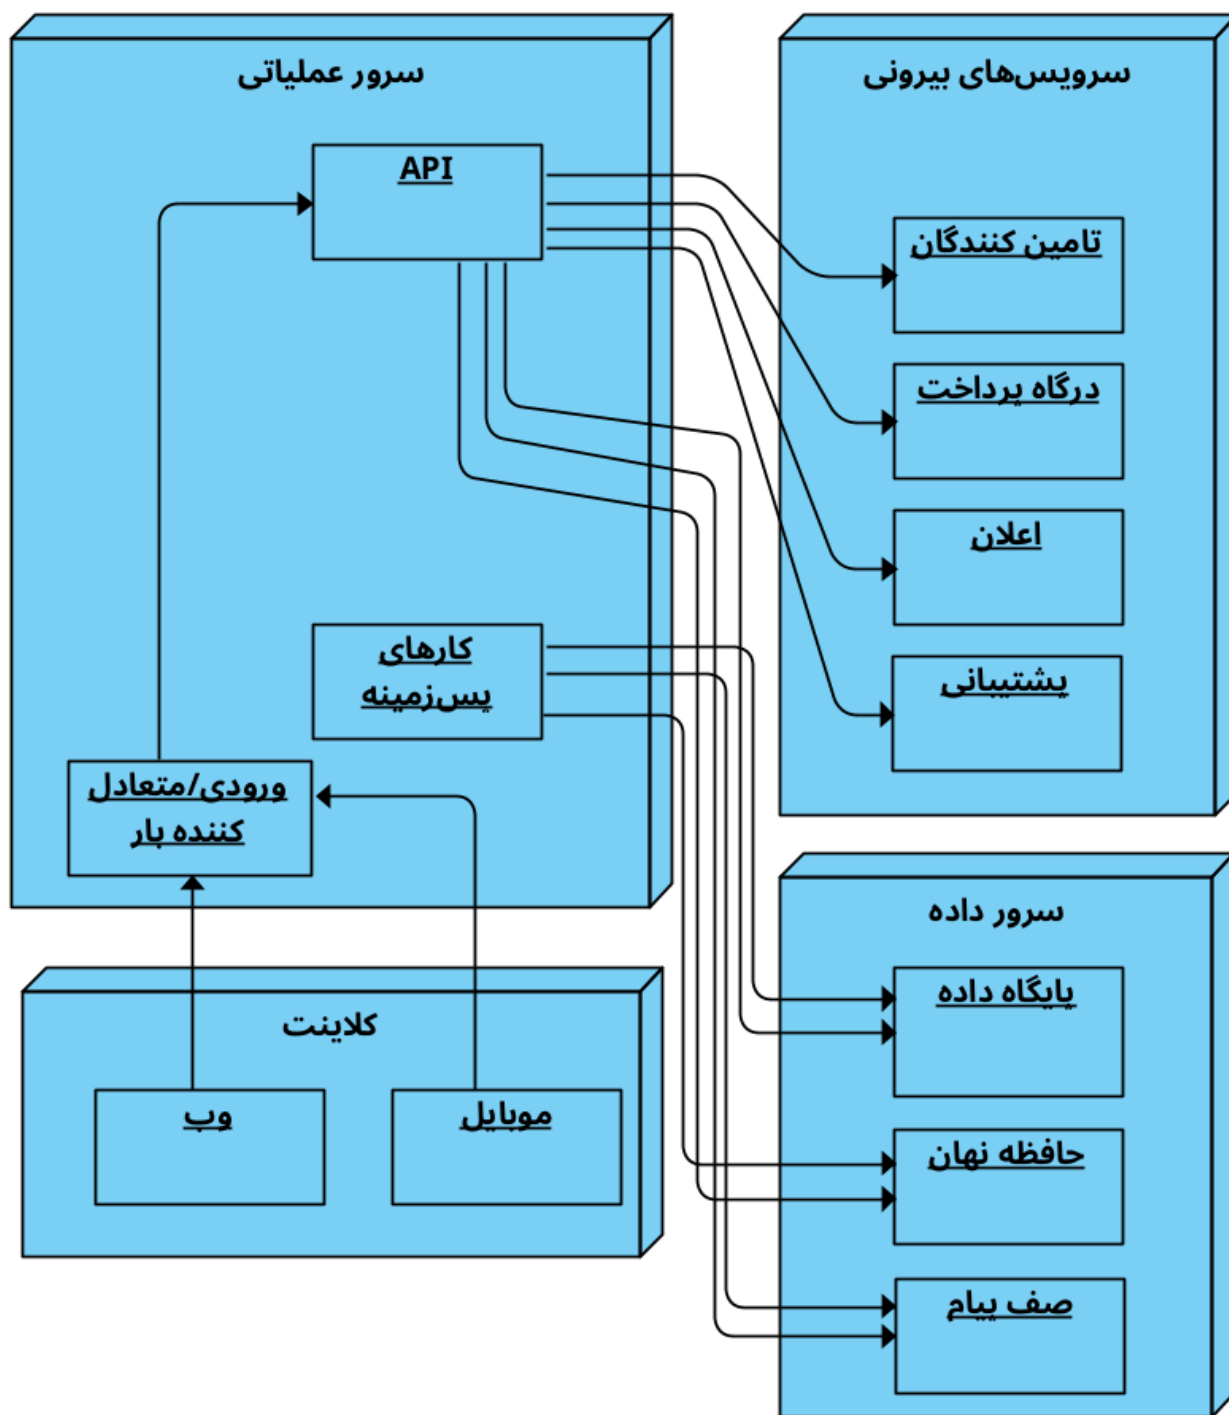 سرور عملیاتی
API
کارهای
پس‌زمینه
ورودی/متعادل
کننده بار
کلاینت
وب
موبایل
سرویس‌های بیرونی
تامین کنندگان
درگاه پرداخت
اعلان
پشتیبانی
سرور داده
پایگاه داده
حافظه نهان
صف پیام